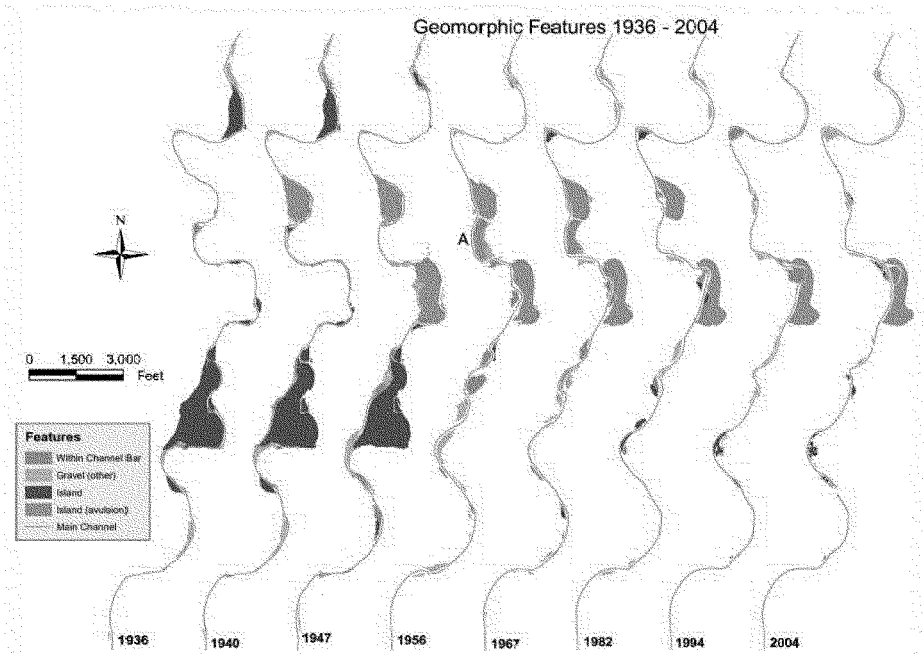 Geomorphic Features 1936 - 2004
N
A
0 1,500 3,000
Feet
Features
Within Channel Bar
Gravel (other)
Island
Island (avulsion)
Main Channel
1936 1940 1947 1956 1967 1982 1994 2004